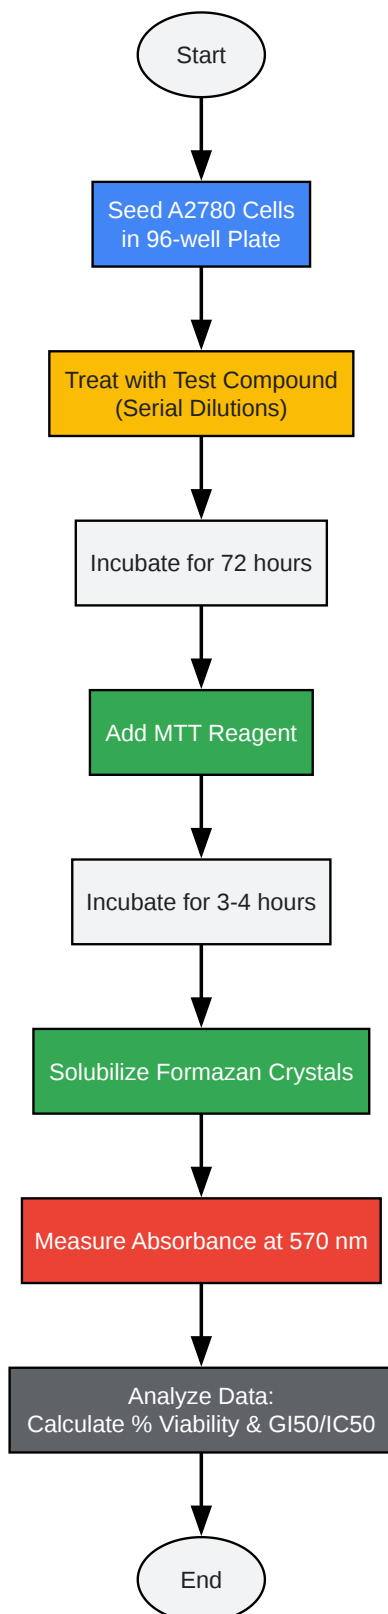 Start
Seed A2780 Cells
in 96-well Plate
Treat with Test Compound
(Serial Dilutions)
Incubate for 72 hours
Add MTT Reagent
Incubate for 3-4 hours
Solubilize Formazan Crystals
Measure Absorbance at 570 nm
Analyze Data:
Calculate % Viability & GI50/IC50
End